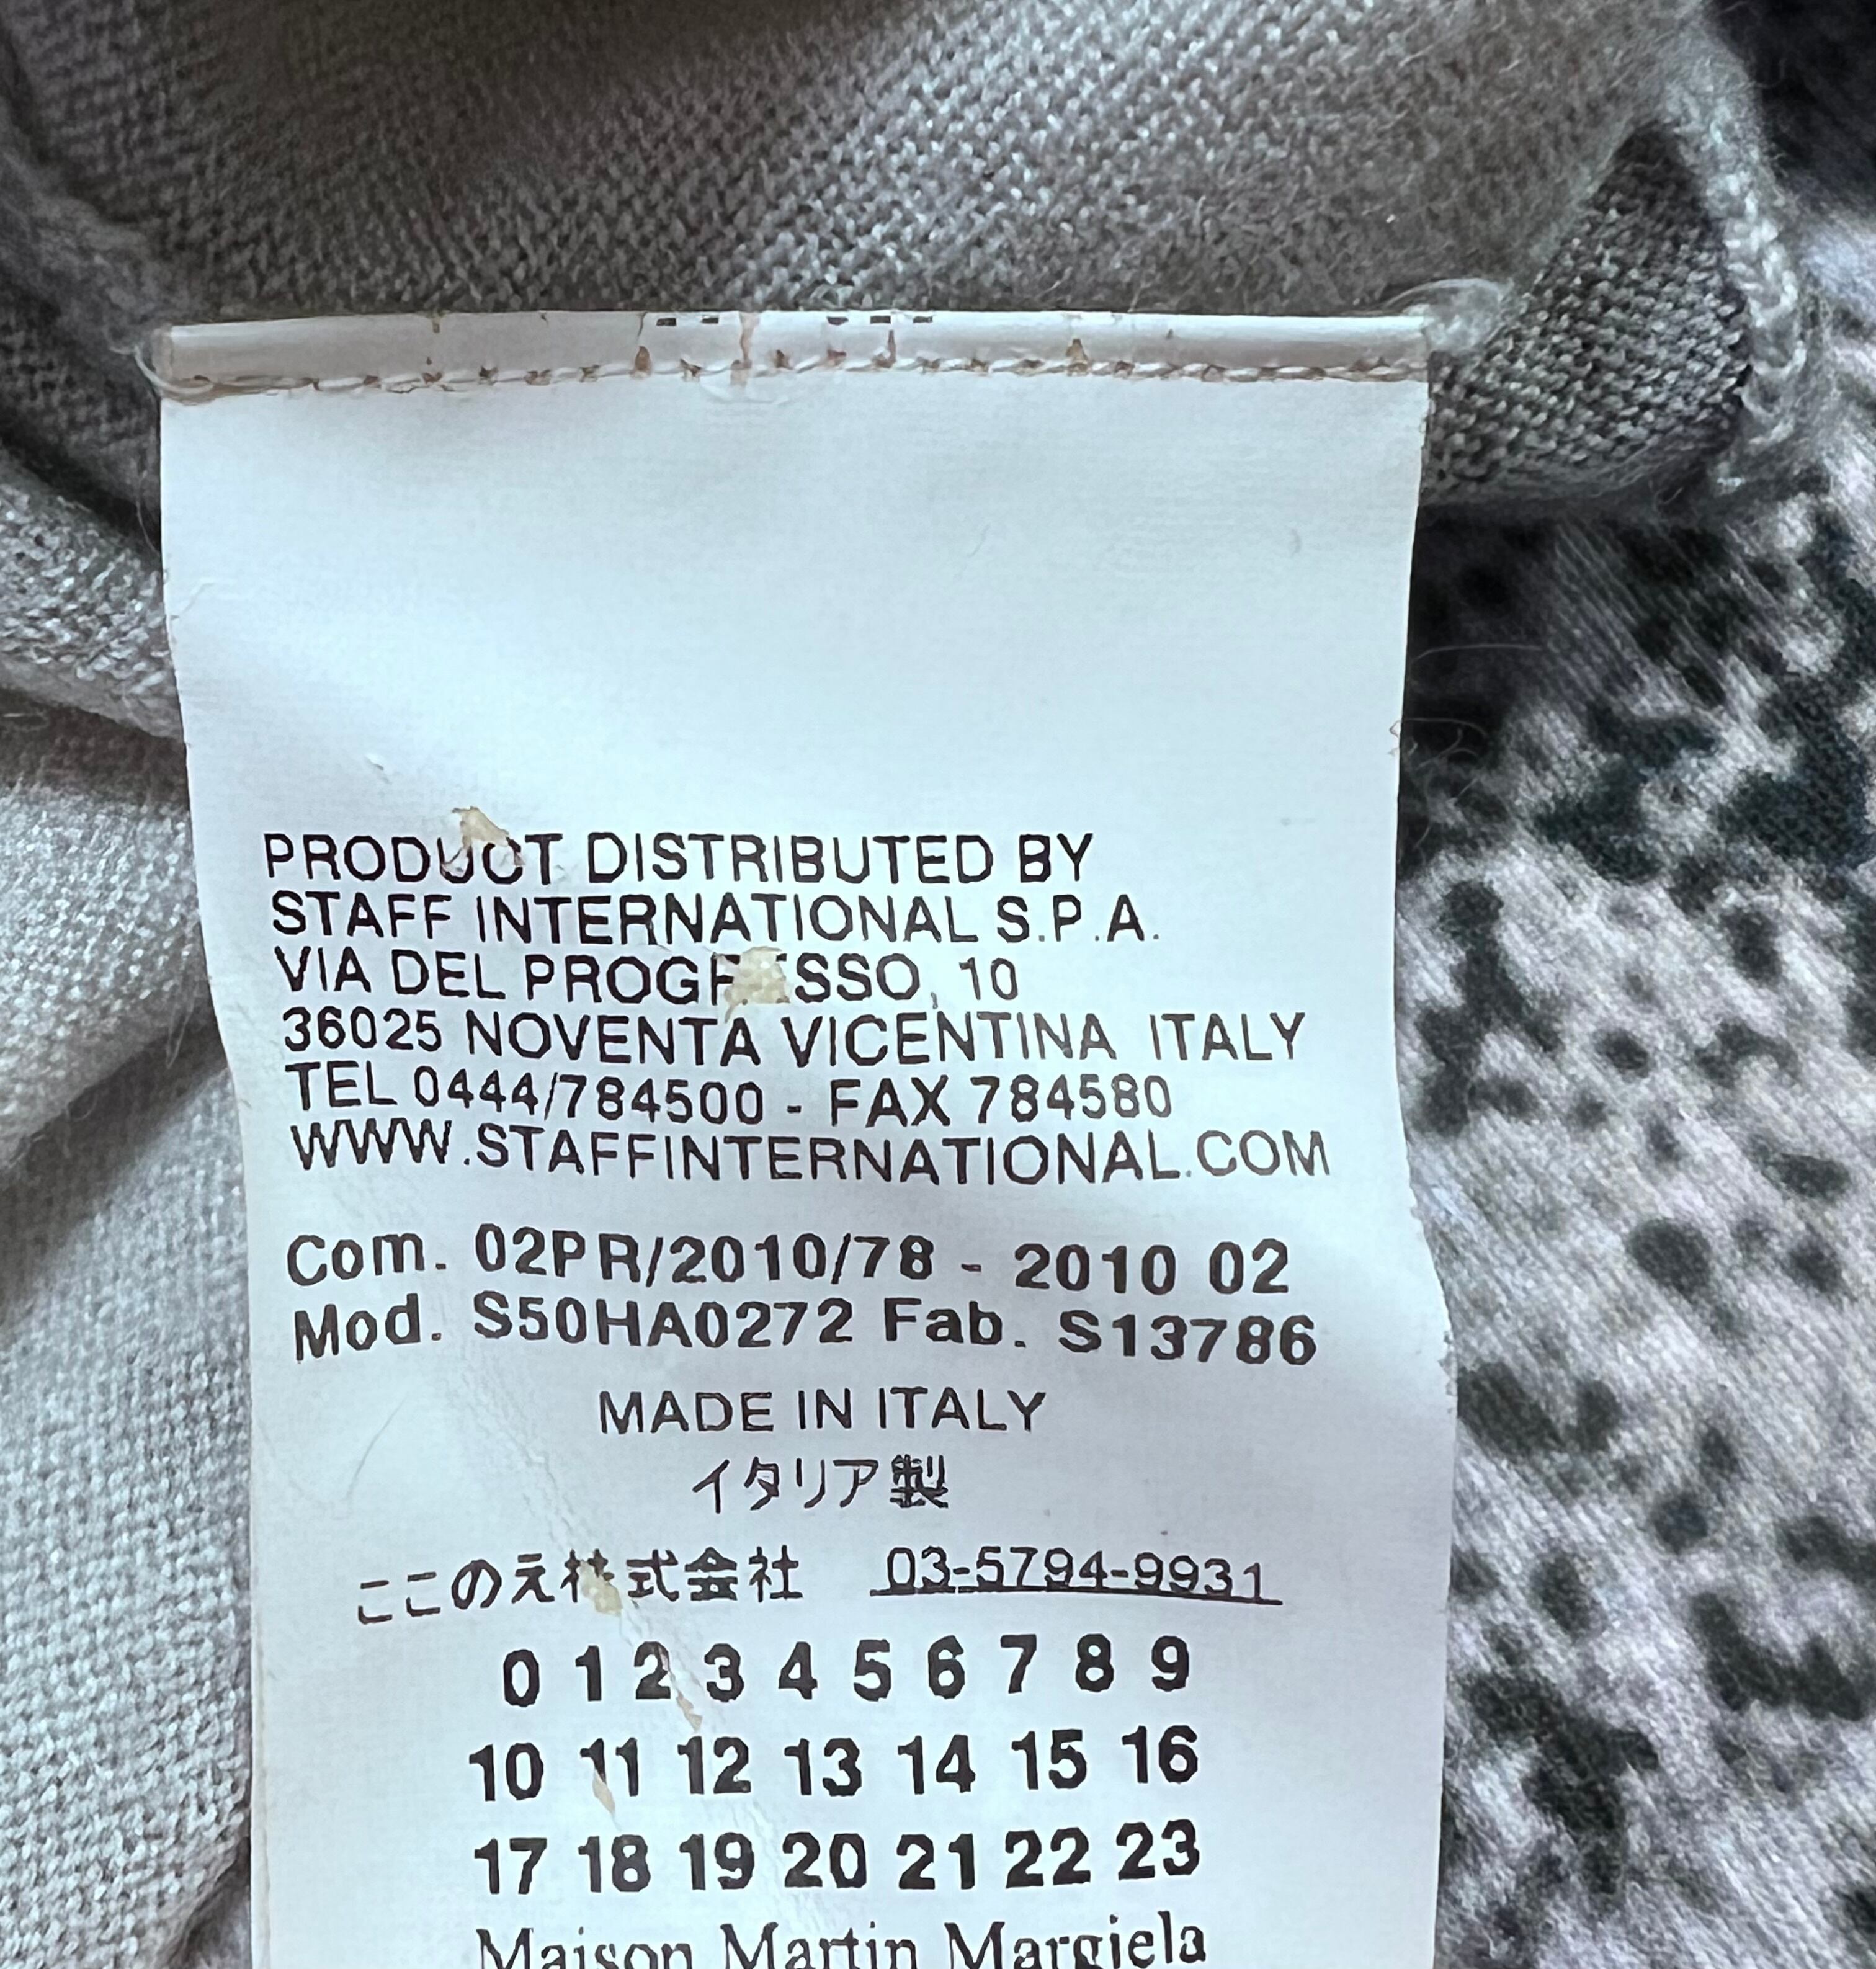 PRODUCT DISTRIBUTED BY
STAFF INTERNATIONAL S.P.A.
VIA DEL PROGRESSO, 10
36025 NOVENTA VICENTINA ITALY
TEL 0444/784500 - FAX 784580
WWW.STAFFINTERNATIONAL.COM
Com. 02PR/2010/78 - 2010 02
Mod. S50HA0272 Fab. S13786
MADE IN ITALY
イタリア製
ここのえ株式会社 03-5794-9931
0 1 2 3 4 5 6 7 8 9
10 11 12 13 14 15 16
17 18 19 20 21 22 23
Maison Martin Margiela